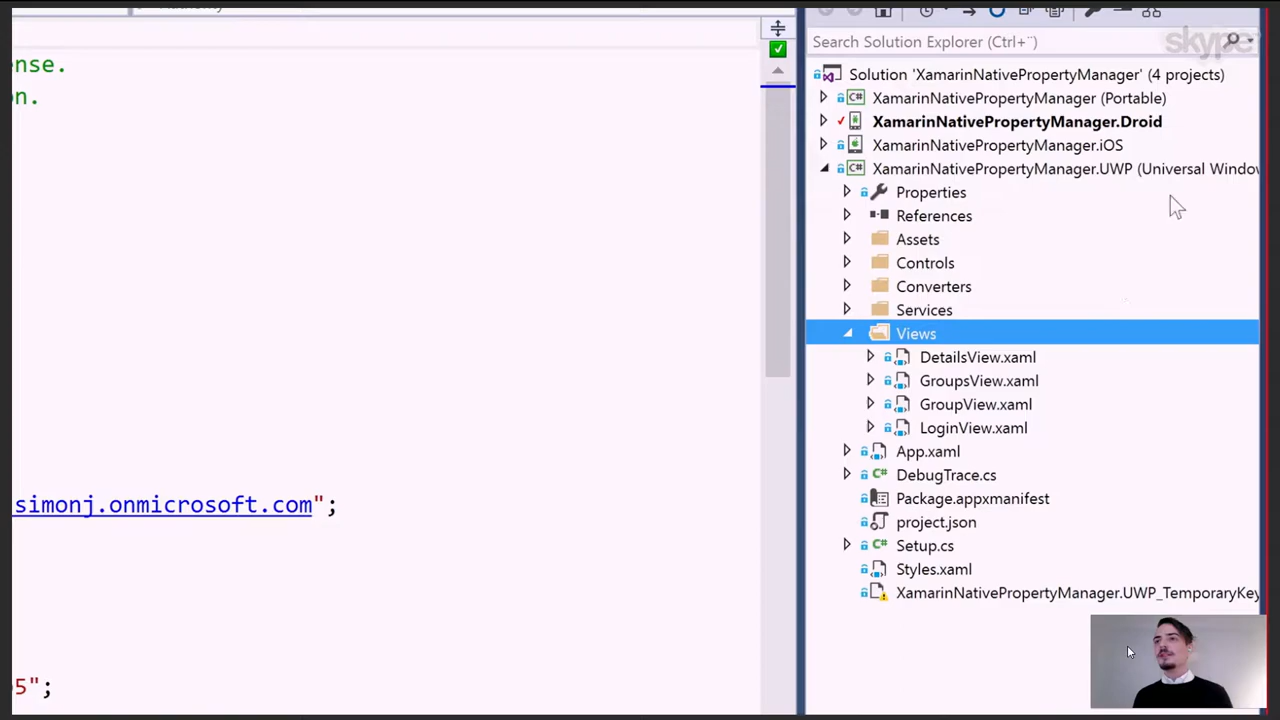 ense.
on.
simonj.onmicrosoft.com";
5";
skype
Search Solution Explorer (Ctrl+¨)
Solution 'XamarinNativePropertyManager' (4 projects)
XamarinNativePropertyManager (Portable)
XamarinNativePropertyManager.Droid
XamarinNativePropertyManager.iOS
XamarinNativePropertyManager.UWP (Universal Windo
Properties
References
Assets
Controls
Converters
Services
Views
DetailsView.xaml
GroupsView.xaml
GroupView.xaml
LoginView.xaml
App.xaml
DebugTrace.cs
Package.appxmanifest
project.json
Setup.cs
Styles.xaml
XamarinNativePropertyManager.UWP_TemporaryKey